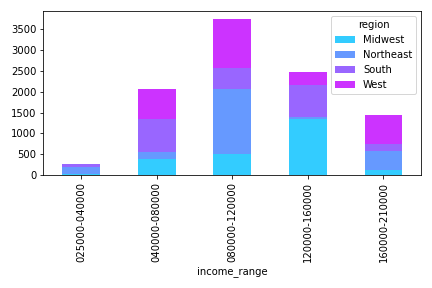 3500
3000
2500
2000
1500
1000
500
0
region
Midwest
Northeast
South
West
025000-040000
040000-080000
080000-120000
120000-160000
160000-210000
income_range